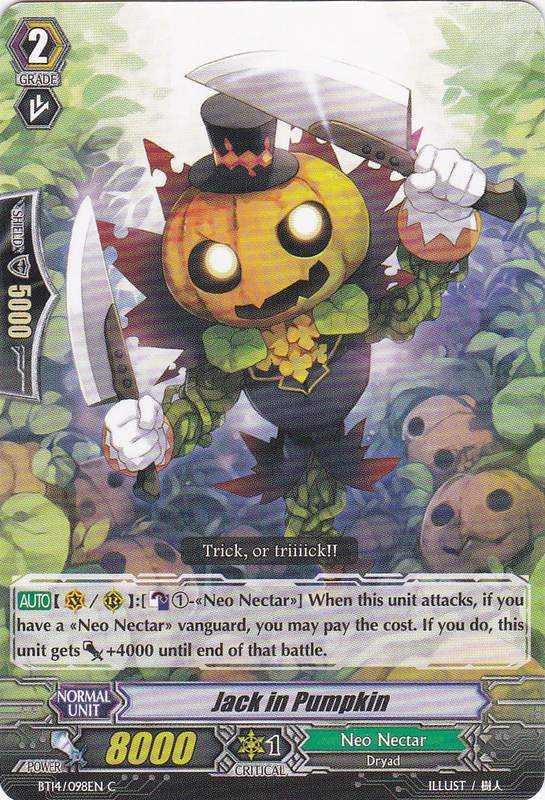 2
GRADE
SHIELD
5000
Trick, or triiiick!!
AUTO [ V / R ]:[ ①-«Neo Nectar»] When this unit attacks, if you
have a «Neo Nectar» vanguard, you may pay the cost. If you do, this
unit gets +4000 until end of that battle.
NORMAL
UNIT
Jack in Pumpkin
POWER
8000
1
CRITICAL
Neo Nectar
Dryad
BT14/098EN C
ILLUST / 樹人